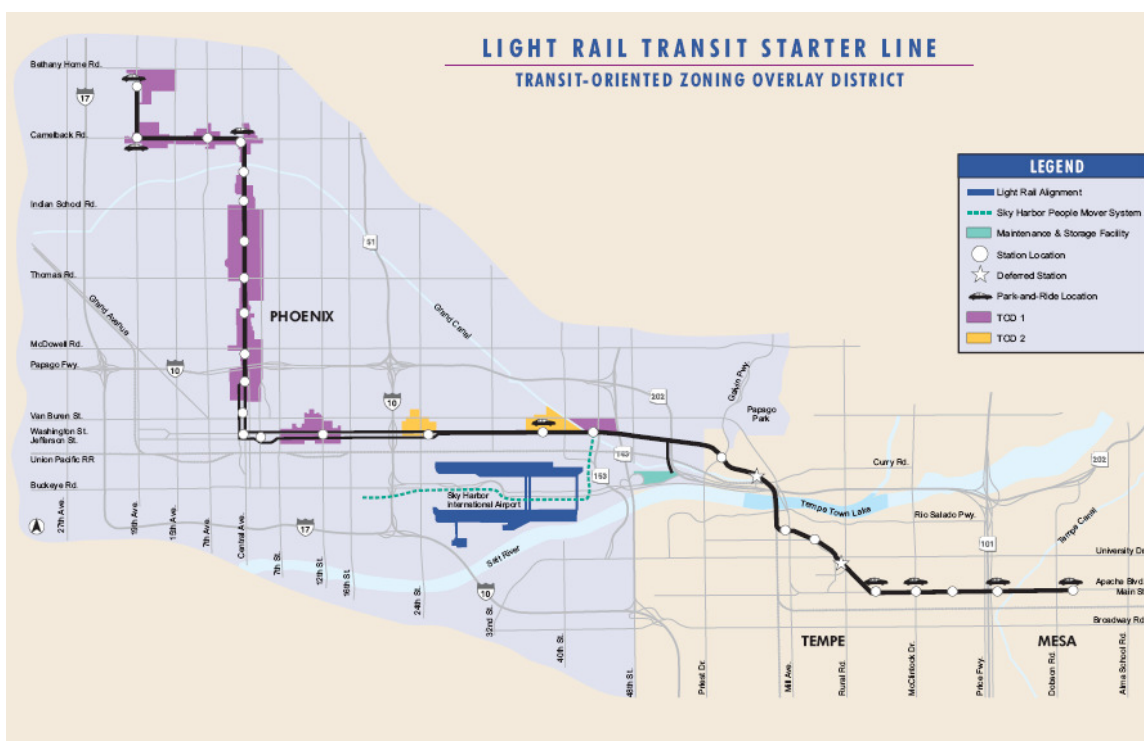 LIGHT RAIL TRANSIT STARTER LINE
TRANSIT-ORIENTED ZONING OVERLAY DISTRICT
Bethany Home Rd.
17
Camelback Rd.
LEGEND
Light Rail Alignment
Sky Harbor People Mover System
Maintenance & Storage Facility
Station Location
Deferred Station
Park-and-Ride Location
TOD 1
TOD 2
Indian School Rd.
51
Thomas Rd.
Grand Avenue
PHOENIX
Grand Canal
McDowell Rd.
Papago Fwy.
10
10
202
Galvin Pwy.
Papago
Park
Van Buren St.
Washington St.
Jefferson St.
Union Pacific RR
153
143
Curry Rd.
202
Buckeye Rd.
Sky Harbor
International Airport
Tempe Town Lake
Rio Salado Pwy.
Tempe Canal
17
Salt River
101
University Dr.
10
Apache Blvd.
Main St.
Broadway Rd.
TEMPE
MESA
27th Ave.
19th Ave.
15th Ave.
7th Ave.
Central Ave.
7th St.
12th St.
16th St.
24th St.
32nd St.
40th St.
48th St.
Priest Dr.
Mill Ave.
Rural Rd.
McClintock Dr.
Price Fwy.
Dobson Rd.
Alma School Rd.